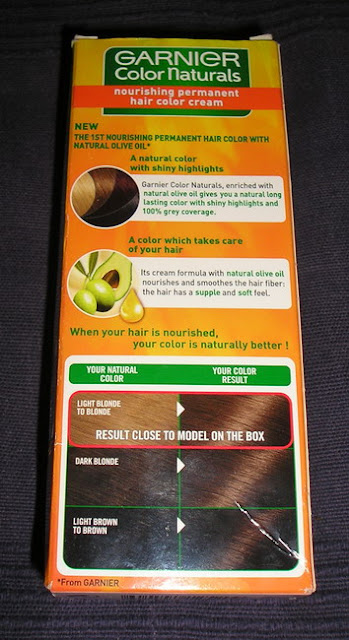 GARNIER
Color Naturals
nourishing permanent
hair color cream
NEW
THE 1ST NOURISHING PERMANENT HAIR COLOR WITH
NATURAL OLIVE OIL*
A natural color
with shiny highlights
Garnier Color Naturals, enriched with
natural olive oil gives you a natural long
lasting color with shiny highlights and
100% grey coverage.
A color which takes care
of your hair
Its cream formula with natural olive oil
nourishes and smoothes the hair fiber:
the hair has a supple and soft feel.
When your hair is nourished,
your color is naturally better !
YOUR NATURAL
COLOR
YOUR COLOR
RESULT
LIGHT BLONDE
TO BLONDE
RESULT CLOSE TO MODEL ON THE BOX
DARK BLONDE
LIGHT BROWN
TO BROWN
*From GARNIER